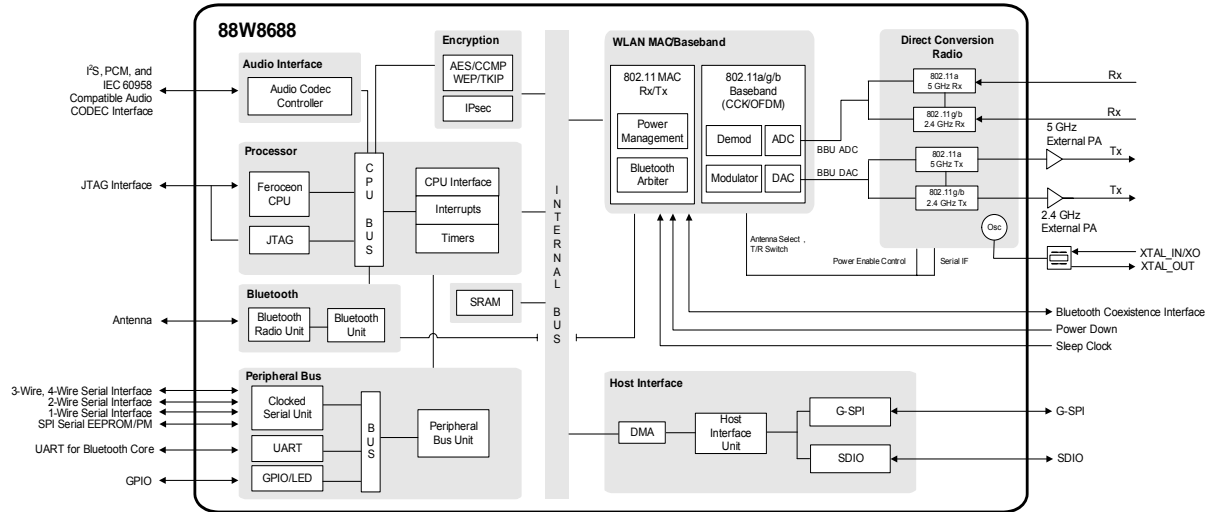 88W8688
I²S, PCM, and
IEC 60958
Compatible Audio
CODEC Interface
Audio Interface
Audio Codec
Controller
Encryption
AES/CCMP
WEP/TKIP
IPsec
JTAG Interface
Processor
Feroceon
CPU
JTAG
CPU BUS
CPU Interface
Interrupts
Timers
Antenna
Bluetooth
Bluetooth
Radio Unit
Bluetooth
Unit
SRAM
INTERNAL BUS
3-Wire, 4-Wire Serial Interface
2-Wire Serial Interface
1-Wire Serial Interface
SPI Serial EEPROM/PM
UART for Bluetooth Core
GPIO
Peripheral Bus
Clocked
Serial Unit
UART
GPIO/LED
BUS
Peripheral
Bus Unit
WLAN MAC/Baseband
802.11 MAC
Rx/Tx
Power
Management
Bluetooth
Arbiter
802.11a/g/b
Baseband
(CCK/OFDM)
Demod
ADC
Modulator
DAC
BBU ADC
BBU DAC
Antenna Select ,
T/R Switch
Power Enable Control
Serial IF
Direct Conversion
Radio
802.11a
5 GHz Rx
802.11g/b
2.4 GHz Rx
802.11a
5 GHz Tx
802.11g/b
2.4 GHz Tx
Osc
Rx
Rx
5 GHz
External PA
Tx
Tx
2.4 GHz
External PA
XTAL_IN/XO
XTAL_OUT
Bluetooth Coexistence Interface
Power Down
Sleep Clock
Host Interface
DMA
Host
Interface
Unit
G-SPI
SDIO
G-SPI
SDIO